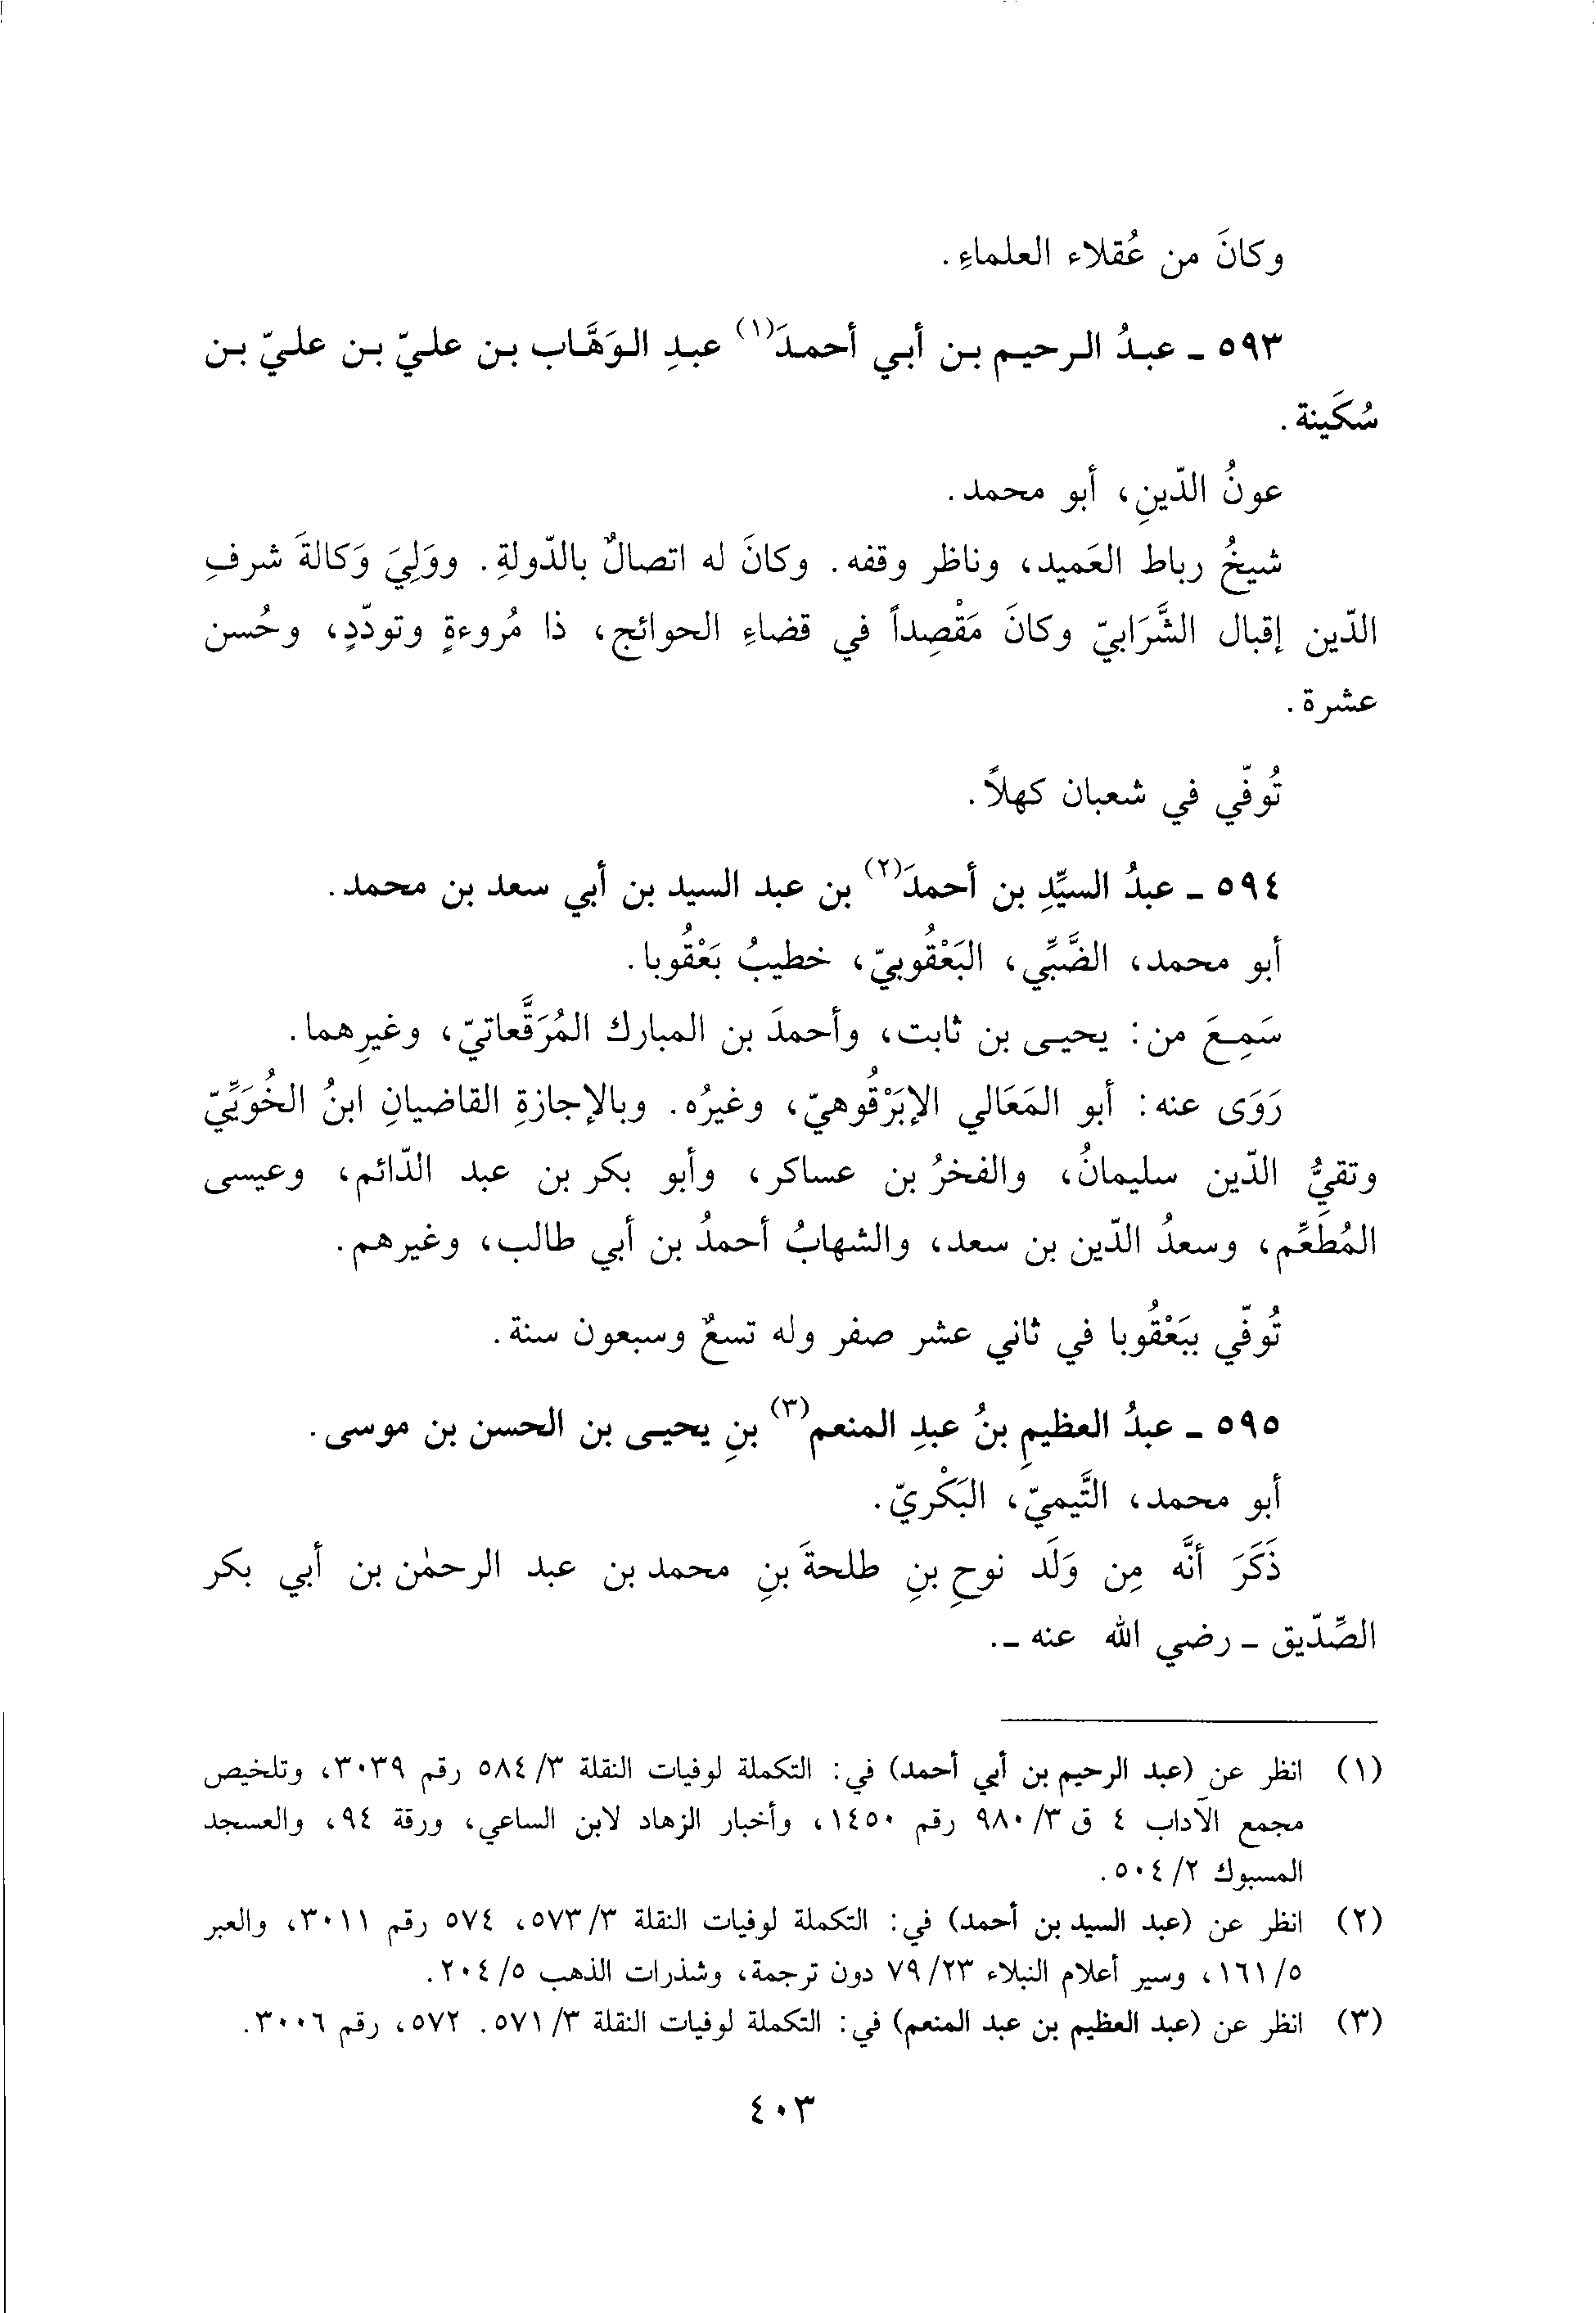 وكانَ من عُقلاء العلماءِ.
٥٩٣ ـ عبدُ الرحيم بن أبي أحمدَ(١) عبدِ الوَهَّاب بن عليّ بن عليّ بن
سُكَينة.
عونُ الدّينِ، أبو محمد.
شيخُ رباط العَميد، وناظر وقفه. وكانَ له اتصالٌ بالدّولةِ. ووَلِيَ وَكالةَ شرفِ
الدّين إقبال الشَّرَابيّ وكانَ مَقْصِداً في قضاءِ الحوائج، ذا مُروءةٍ وتودّدٍ، وحُسن
عشرة.
تُوفّي في شعبان كهلاً.
٥٩٤ ـ عبدُ السيِّدِ بن أحمدَ(٢) بن عبد السيد بن أبي سعد بن محمد.
أبو محمد، الضَّبِّي، البَعْقُوبيّ، خطيبُ بَعْقُوبا.
سَمِعَ من: يحيى بن ثابت، وأحمدَ بن المبارك المُرَقَّعاتيّ، وغيرِهما.
رَوَى عنه: أبو المَعَالي الإبَرْقُوهيّ، وغيرُه. وبالإجازةِ القاضيانِ ابنُ الخُوَيِّيّ
وتقيُّ الدّين سليمانُ، والفخرُ بن عساكر، وأبو بكر بن عبد الدّائم، وعيسى
المُطَعِّم، وسعدُ الدّين بن سعد، والشهابُ أحمدُ بن أبي طالب، وغيرهم.
تُوفّي ببَعْقُوبا في ثاني عشر صفر وله تسعٌ وسبعون سنة.
٥٩٥ ـ عبدُ العظيمِ بنُ عبدِ المنعم(٣) بنِ يحيى بن الحسن بن موسى.
أبو محمد، التَّيميّ، البَكْريّ.
ذَكَرَ أنَّه مِن وَلَد نوحِ بنِ طلحةَ بنِ محمد بن عبد الرحمٰن بن أبي بكر
الصِّدّيق ـ رضي الله عنه ـ.
(١) انظر عن (عبد الرحيم بن أبي أحمد) في: التكملة لوفيات النقلة ٣/ ٥٨٤ رقم ٣٠٣٩، وتلخيص
مجمع الآداب ٤ ق ٣/ ٩٨٠ رقم ١٤٥٠، وأخبار الزهاد لابن الساعي، ورقة ٩٤، والعسجد
المسبوك ٢/ ٥٠٤.
(٢) انظر عن (عبد السيد بن أحمد) في: التكملة لوفيات النقلة ٣/ ٥٧٣، ٥٧٤ رقم ٣٠١١، والعبر
٥/ ١٦١، وسير أعلام النبلاء ٢٣/ ٧٩ دون ترجمة، وشذرات الذهب ٥/ ٢٠٤.
(٣) انظر عن (عبد العظيم بن عبد المنعم) في: التكملة لوفيات النقلة ٣/ ٥٧١. ٥٧٢، رقم ٣٠٠٦.
٤٠٣